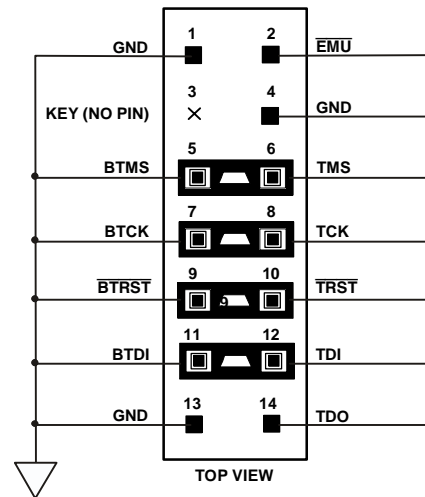 1 2
GND EMU
3 4
KEY (NO PIN) GND
5 6
BTMS TMS
7 8
BTCK TCK
9 10
BTRST TRST
9
11 12
BTDI TDI
13 14
GND TDO
TOP VIEW